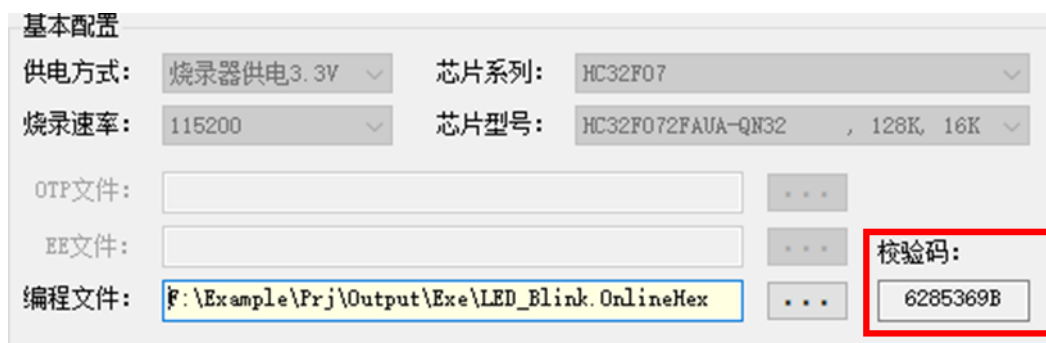 基本配置
供电方式： 烧录器供电3.3V 芯片系列： HC32F07
烧录速率： 115200 芯片型号： HC32F072FAUA-QN32 , 128K, 16K
OTP文件： ...
EE文件： ... 校验码：
编程文件： F:\Example\Prj\Output\Exe\LED_Blink.OnlineHex ... 6285369B